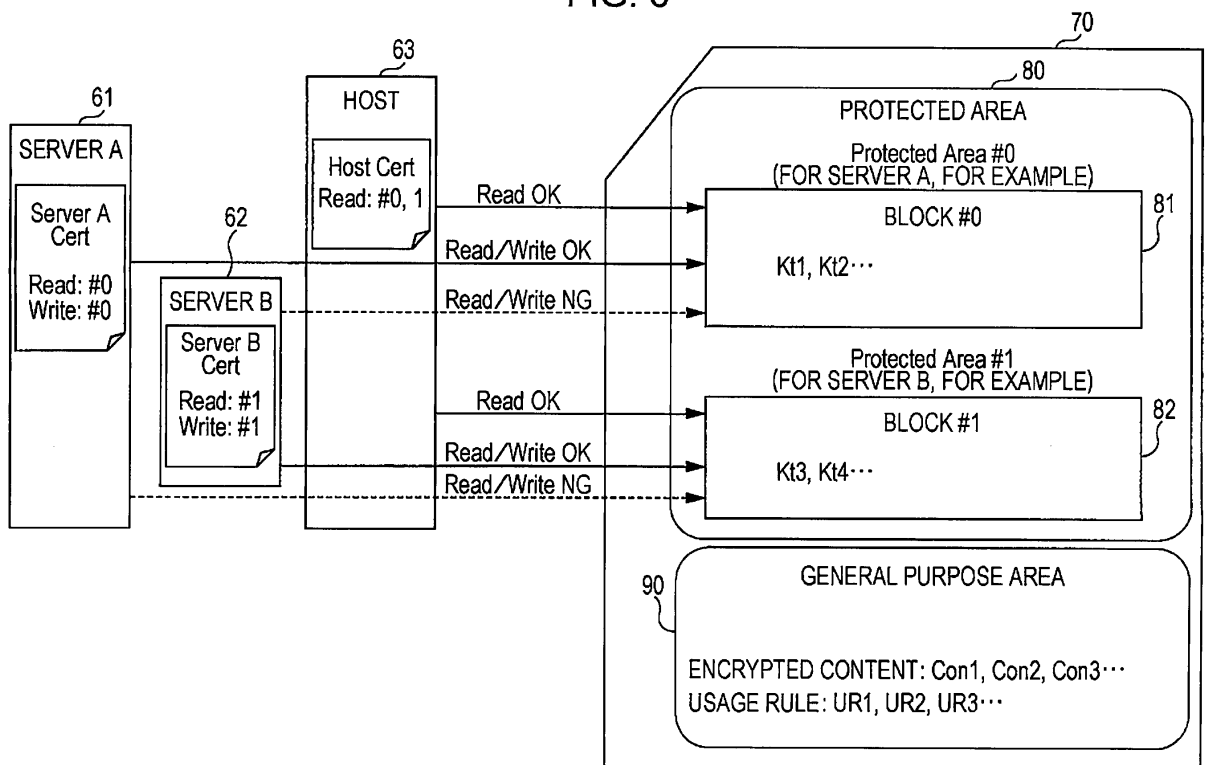 70
63
80
61
HOST
PROTECTED AREA
SERVER A
Host Cert
Read: #0, 1
Protected Area #0
(FOR SERVER A, FOR EXAMPLE)
Read OK
BLOCK #0
81
Server A
Cert
Read: #0
Write: #0
62
Read/Write OK
Kt1, Kt2···
SERVER B
Read/Write NG
Server B
Cert
Read: #1
Write: #1
Protected Area #1
(FOR SERVER B, FOR EXAMPLE)
Read OK
BLOCK #1
82
Read/Write OK
Kt3, Kt4···
Read/Write NG
GENERAL PURPOSE AREA
90
ENCRYPTED CONTENT: Con1, Con2, Con3···
USAGE RULE: UR1, UR2, UR3···